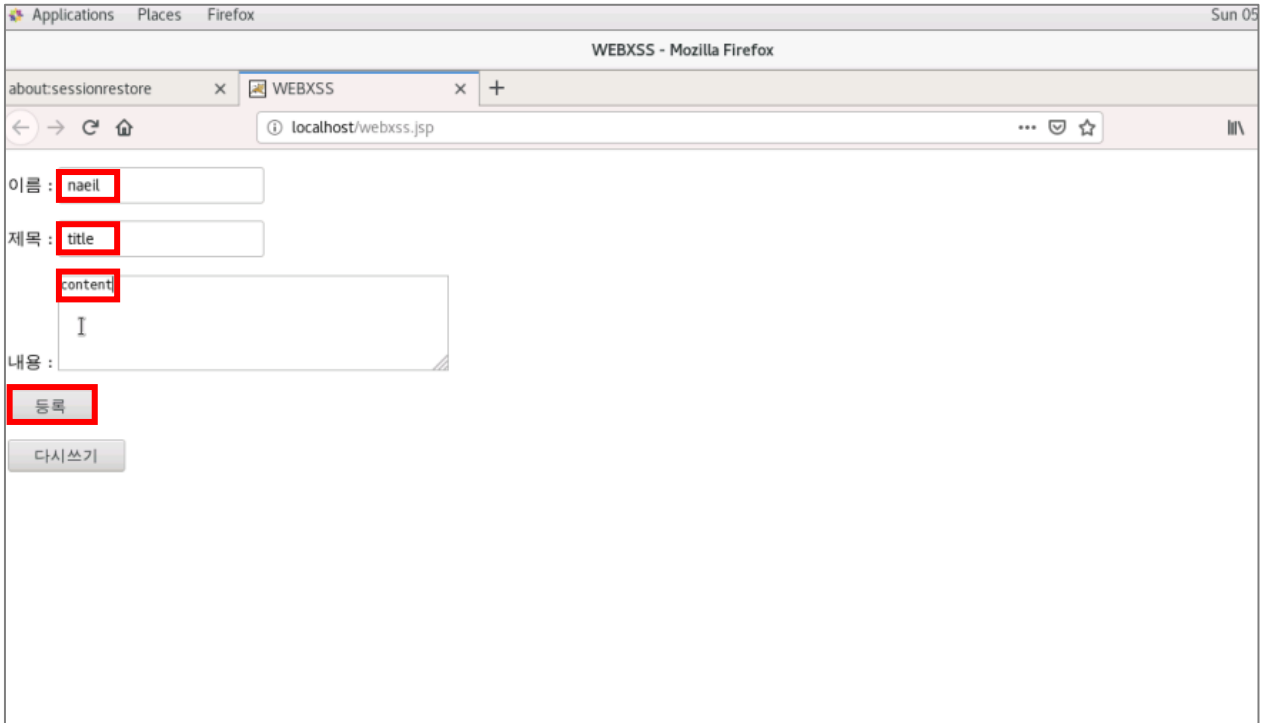 Applications Places Firefox Sun 05
WEBXSS - Mozilla Firefox
about:sessionrestore × WEBXSS × +
localhost/webxss.jsp
이름 : naeil
제목 : title
content
내용 :
등록
다시쓰기